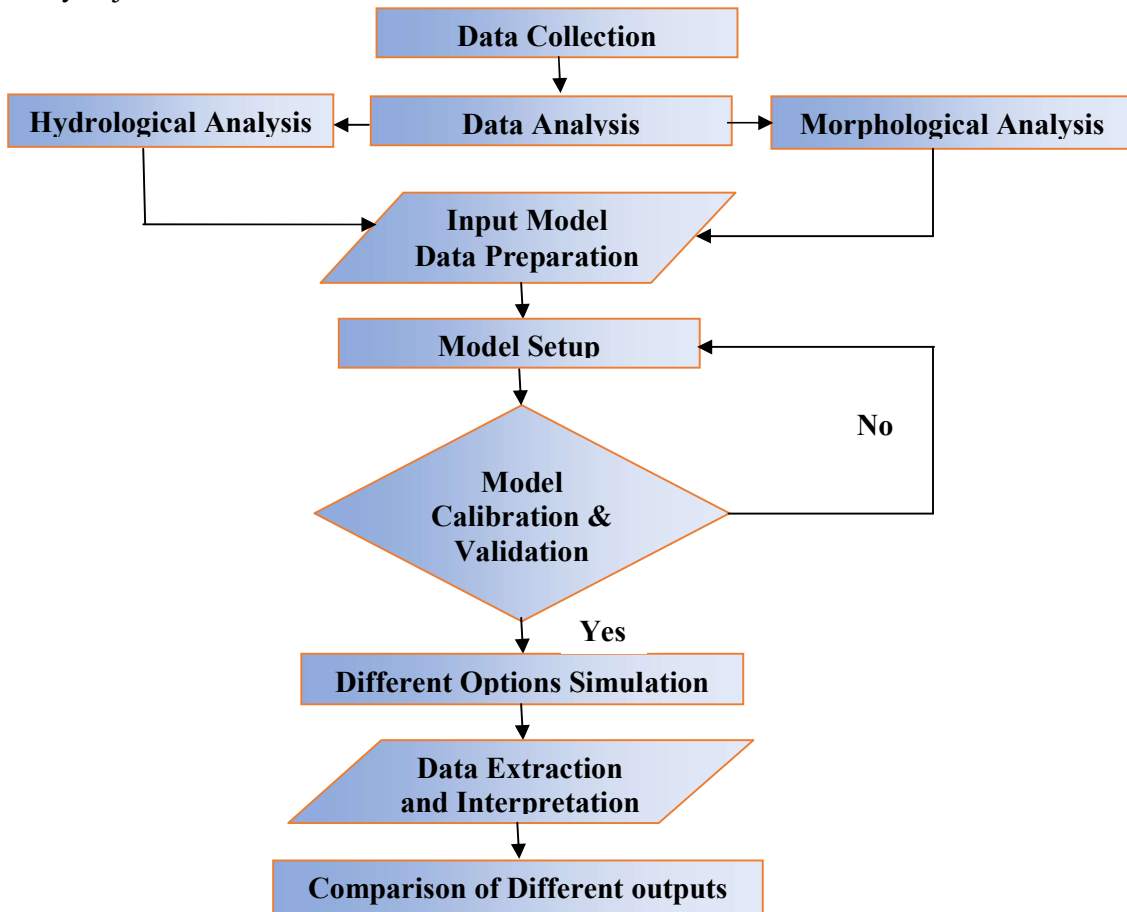 Data Collection
Hydrological Analysis
Data Analysis
Morphological Analysis
Input Model
Data Preparation
Model Setup
No
Model
Calibration &
Validation
Yes
Different Options Simulation
Data Extraction
and Interpretation
Comparison of Different outputs